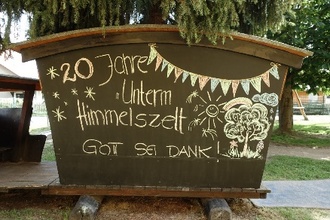 20 Jahre
Unterm
Himmelszelt
GOTT SEI DANK!